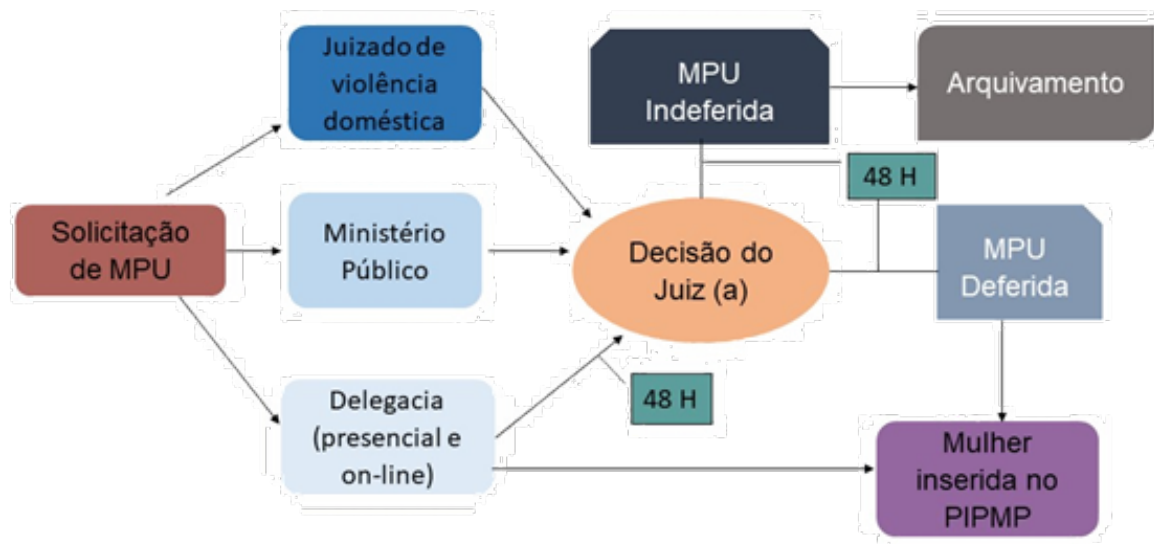 Juizado de
violência
doméstica
MPU
Indeferida
Arquivamento
48 H
Solicitação
de MPU
Ministério
Público
Decisão do
Juiz (a)
MPU
Deferida
48 H
Delegacia
(presencial e
on-line)
Mulher
inserida no
PIPMP